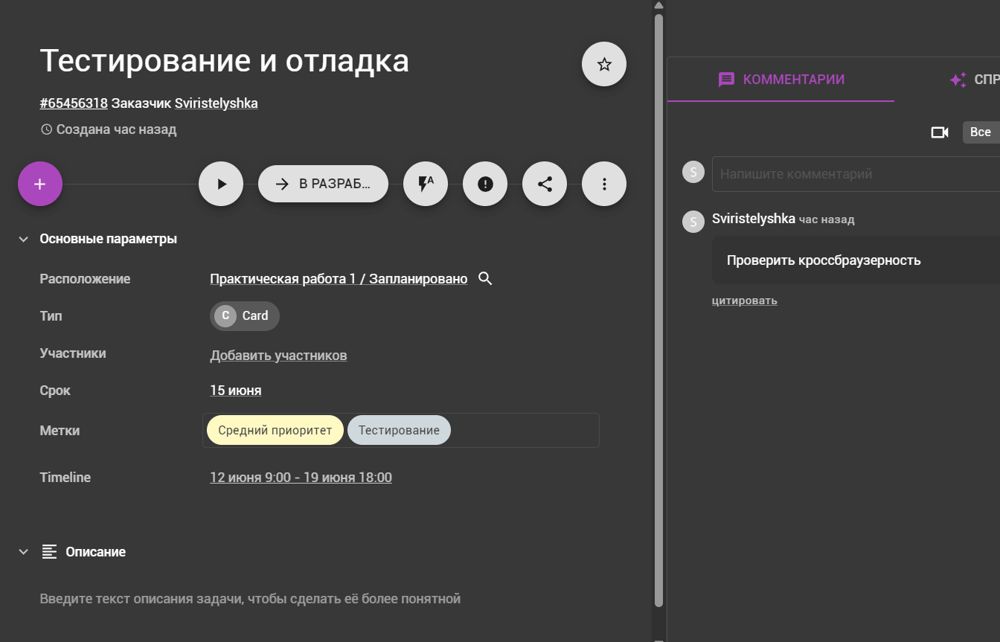 Тестирование и отладка
#65456318 Заказчик Sviristelyshka
Создана час назад
В РАЗРАБ...
Основные параметры
Расположение
Практическая работа 1 / Запланировано
Тип
C Card
Участники
Добавить участников
Срок
15 июня
Метки
Средний приоритет
Тестирование
Timeline
12 июня 9:00 - 19 июня 18:00
Описание
Введите текст описания задачи, чтобы сделать её более понятной
КОММЕНТАРИИ
СПР
Все
S
Напишите комментарий
S
Sviristelyshka час назад
Проверить кроссбраузерность
цитировать